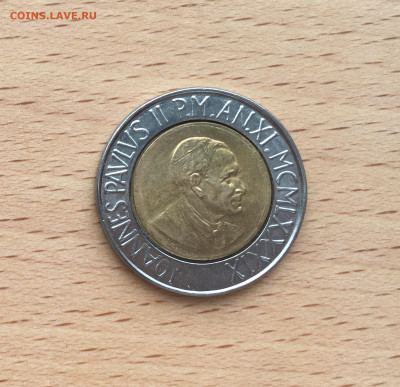 COINS.LAVE.RU
IOANNES PAVLVS II P.M.AN.XI.MCMLXXXIX